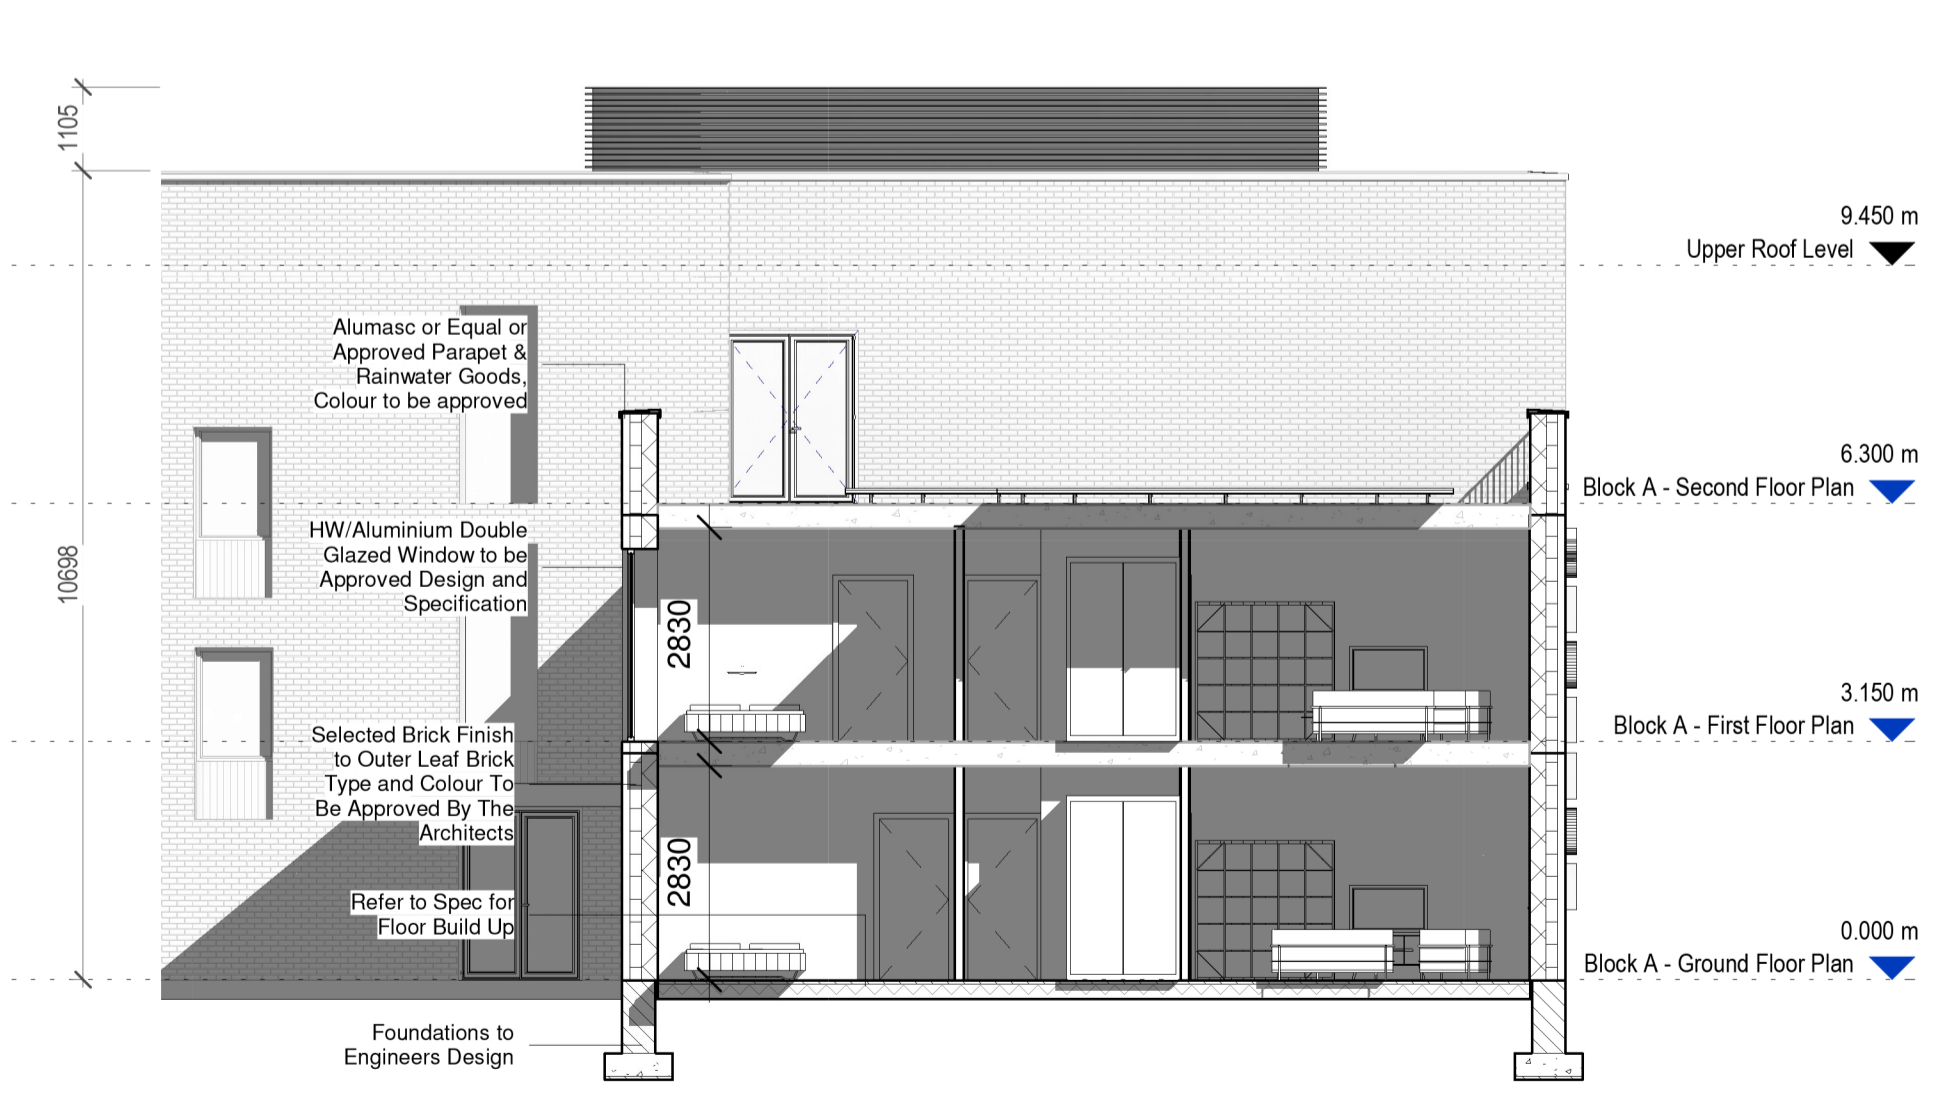 1105
9.450 m
Upper Roof Level
Alumasc or Equal or
Approved Parapet &
Rainwater Goods,
Colour to be approved
6.300 m
Block A - Second Floor Plan
HW/Aluminium Double
Glazed Window to be
Approved Design and
Specification
10698
2830
3.150 m
Block A - First Floor Plan
Selected Brick Finish
to Outer Leaf Brick
Type and Colour To
Be Approved By The
Architects
2830
Refer to Spec for
Floor Build Up
0.000 m
Block A - Ground Floor Plan
Foundations to
Engineers Design